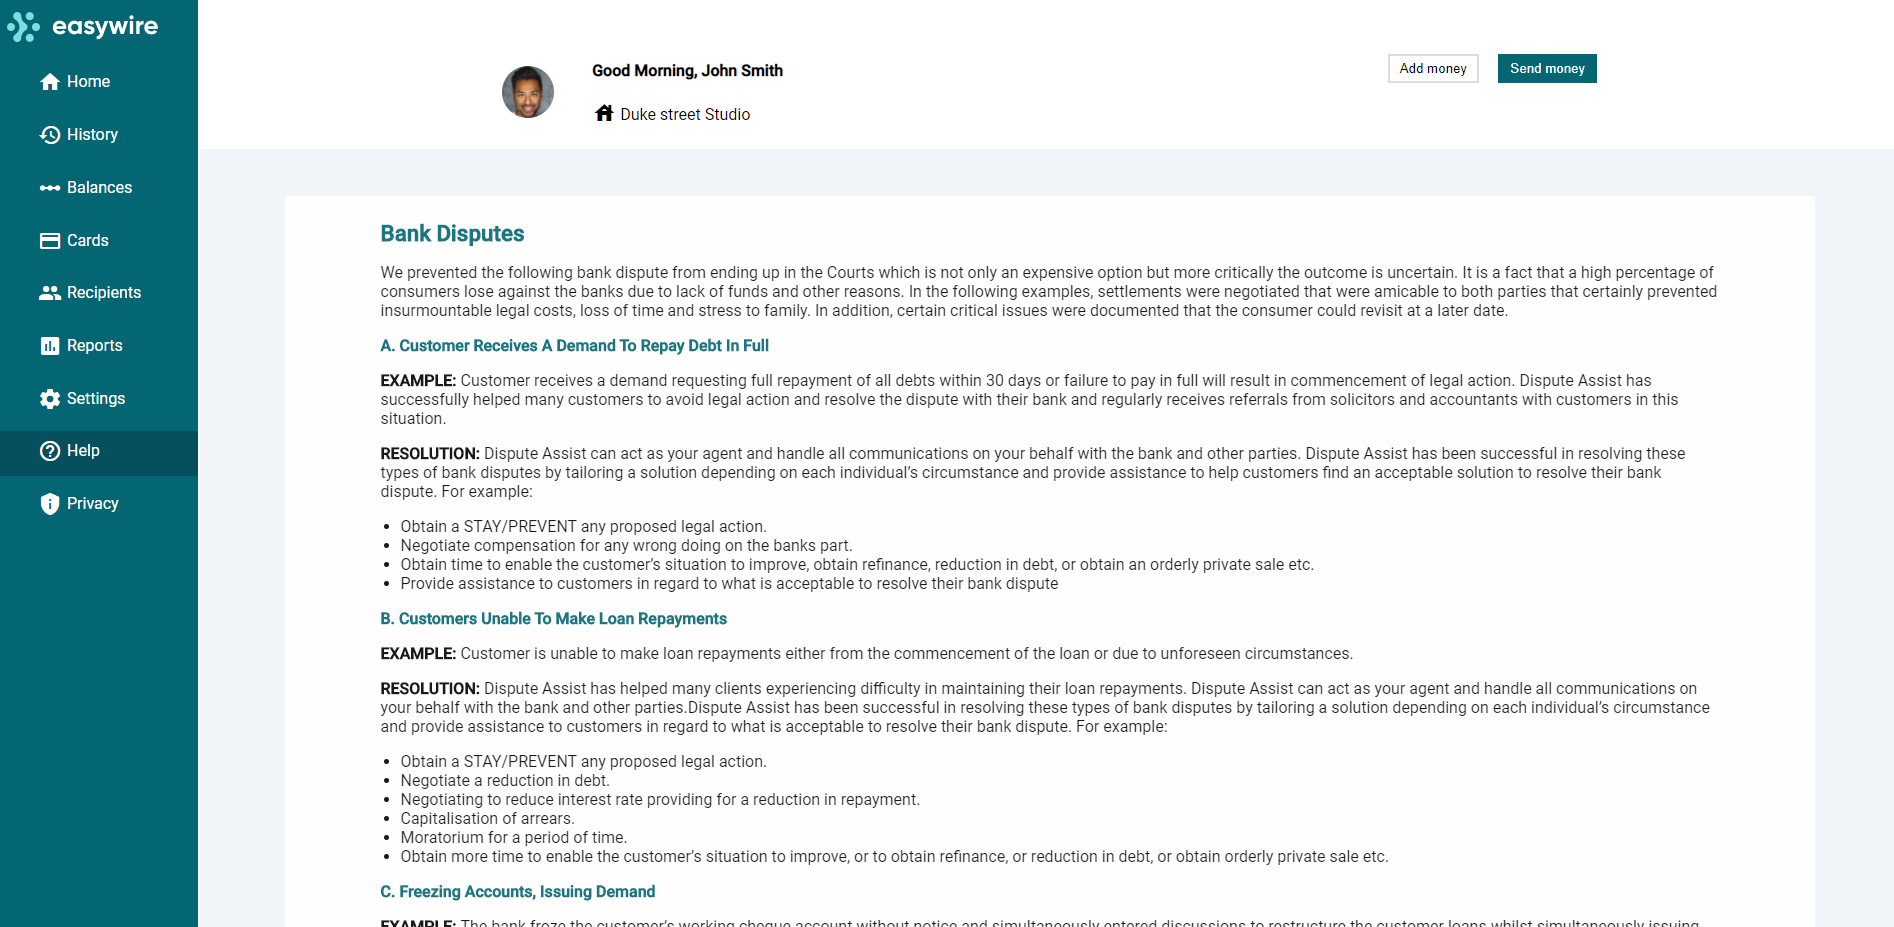 easywire
Home
History
Balances
Cards
Recipients
Reports
Settings
Help
Privacy
Good Morning, John Smith
Duke street Studio
Add money
Send money
Bank Disputes
We prevented the following bank dispute from ending up in the Courts which is not only an expensive option but more critically the outcome is uncertain. It is a fact that a high percentage of
consumers lose against the banks due to lack of funds and other reasons. In the following examples, settlements were negotiated that were amicable to both parties that certainly prevented
insurmountable legal costs, loss of time and stress to family. In addition, certain critical issues were documented that the consumer could revisit at a later date.
A. Customer Receives A Demand To Repay Debt In Full
EXAMPLE: Customer receives a demand requesting full repayment of all debts within 30 days or failure to pay in full will result in commencement of legal action. Dispute Assist has
successfully helped many customers to avoid legal action and resolve the dispute with their bank and regularly receives referrals from solicitors and accountants with customers in this
situation.
RESOLUTION: Dispute Assist can act as your agent and handle all communications on your behalf with the bank and other parties. Dispute Assist has been successful in resolving these
types of bank disputes by tailoring a solution depending on each individual’s circumstance and provide assistance to help customers find an acceptable solution to resolve their bank
dispute. For example:
• Obtain a STAY/PREVENT any proposed legal action.
• Negotiate compensation for any wrong doing on the banks part.
• Obtain time to enable the customer’s situation to improve, obtain refinance, reduction in debt, or obtain an orderly private sale etc.
• Provide assistance to customers in regard to what is acceptable to resolve their bank dispute
B. Customers Unable To Make Loan Repayments
EXAMPLE: Customer is unable to make loan repayments either from the commencement of the loan or due to unforeseen circumstances.
RESOLUTION: Dispute Assist has helped many clients experiencing difficulty in maintaining their loan repayments. Dispute Assist can act as your agent and handle all communications on
your behalf with the bank and other parties.Dispute Assist has been successful in resolving these types of bank disputes by tailoring a solution depending on each individual’s circumstance
and provide assistance to customers in regard to what is acceptable to resolve their bank dispute. For example:
• Obtain a STAY/PREVENT any proposed legal action.
• Negotiate a reduction in debt.
• Negotiating to reduce interest rate providing for a reduction in repayment.
• Capitalisation of arrears.
• Moratorium for a period of time.
• Obtain more time to enable the customer’s situation to improve, or to obtain refinance, or reduction in debt, or obtain orderly private sale etc.
C. Freezing Accounts, Issuing Demand
EXAMPLE: The bank froze the customer’s working cheque account without notice and simultaneously entered discussions to restructure the customer loans whilst simultaneously issuing